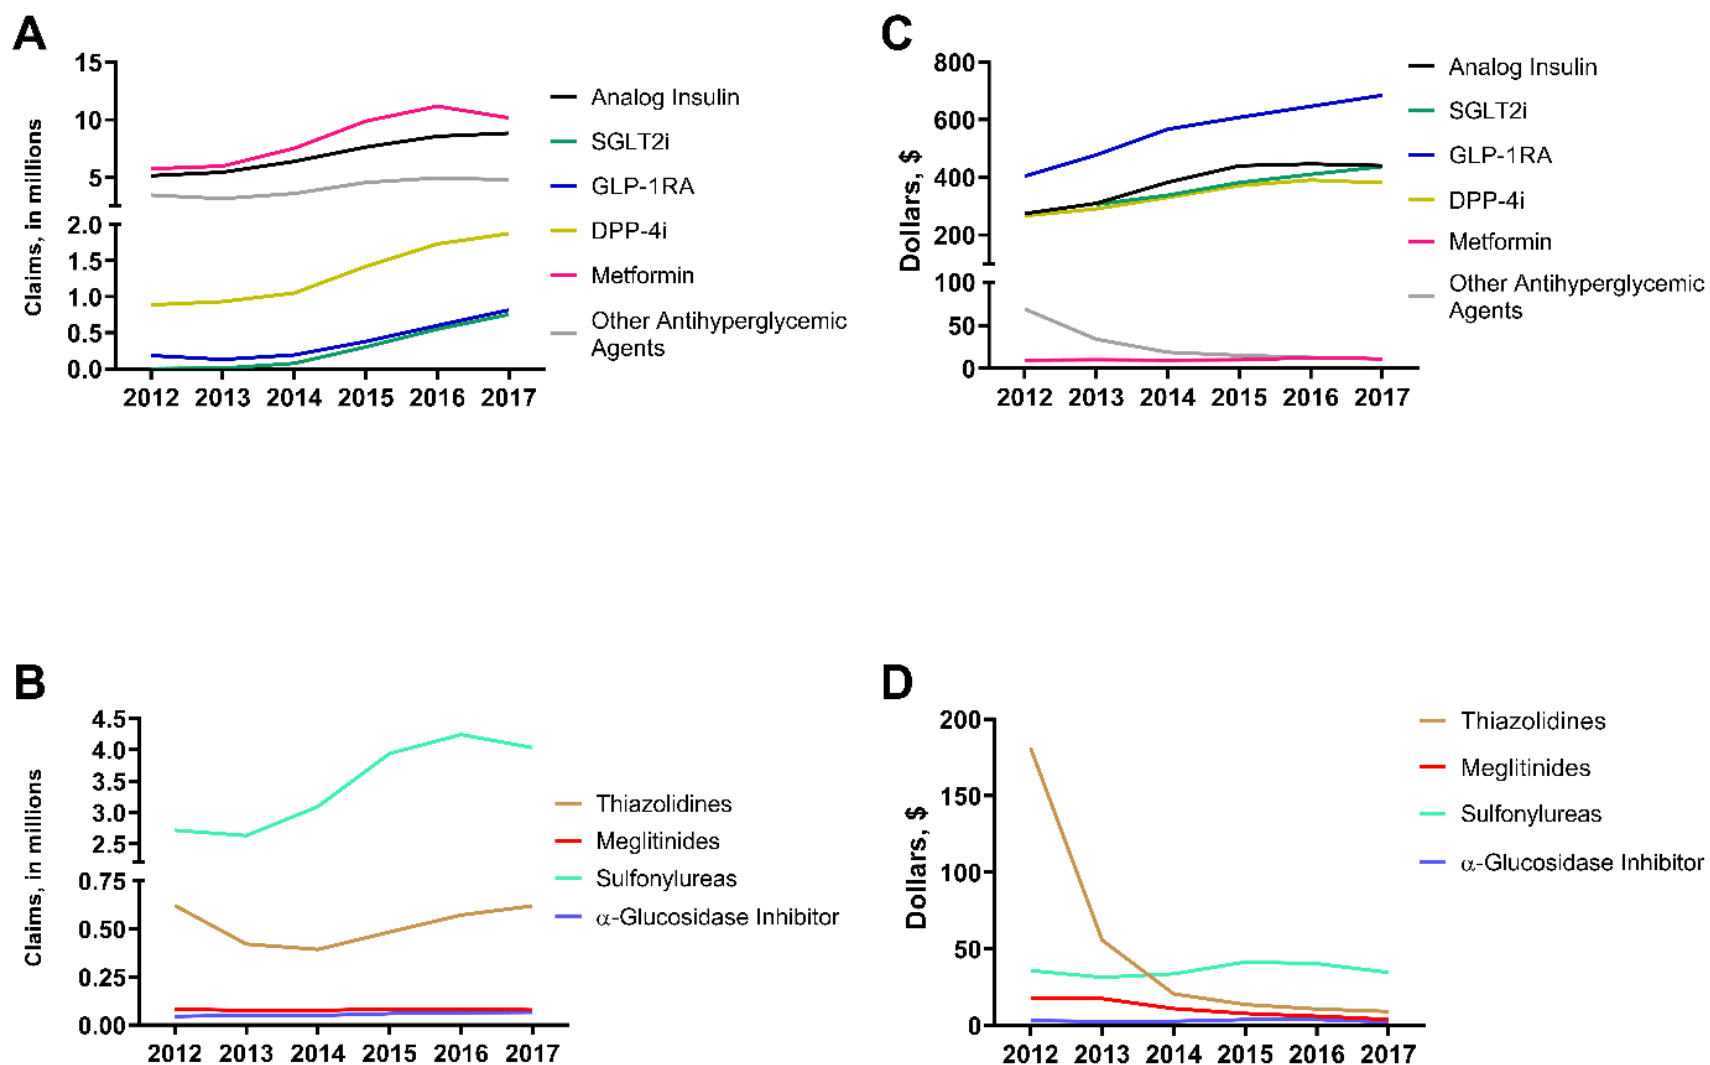 A
Claims, in millions
15
10
5
2.0
1.5
1.0
0.5
0.0
2012 2013 2014 2015 2016 2017
Analog Insulin
SGLT2i
GLP-1RA
DPP-4i
Metformin
Other Antihyperglycemic
Agents
C
Dollars, $
800
600
400
200
100
50
0
2012 2013 2014 2015 2016 2017
Analog Insulin
SGLT2i
GLP-1RA
DPP-4i
Metformin
Other Antihyperglycemic
Agents
B
Claims, in millions
4.5
4.0
3.5
3.0
2.5
0.75
0.50
0.25
0.00
2012 2013 2014 2015 2016 2017
Thiazolidines
Meglitinides
Sulfonylureas
α-Glucosidase Inhibitor
D
Dollars, $
200
150
100
50
0
2012 2013 2014 2015 2016 2017
Thiazolidines
Meglitinides
Sulfonylureas
α-Glucosidase Inhibitor